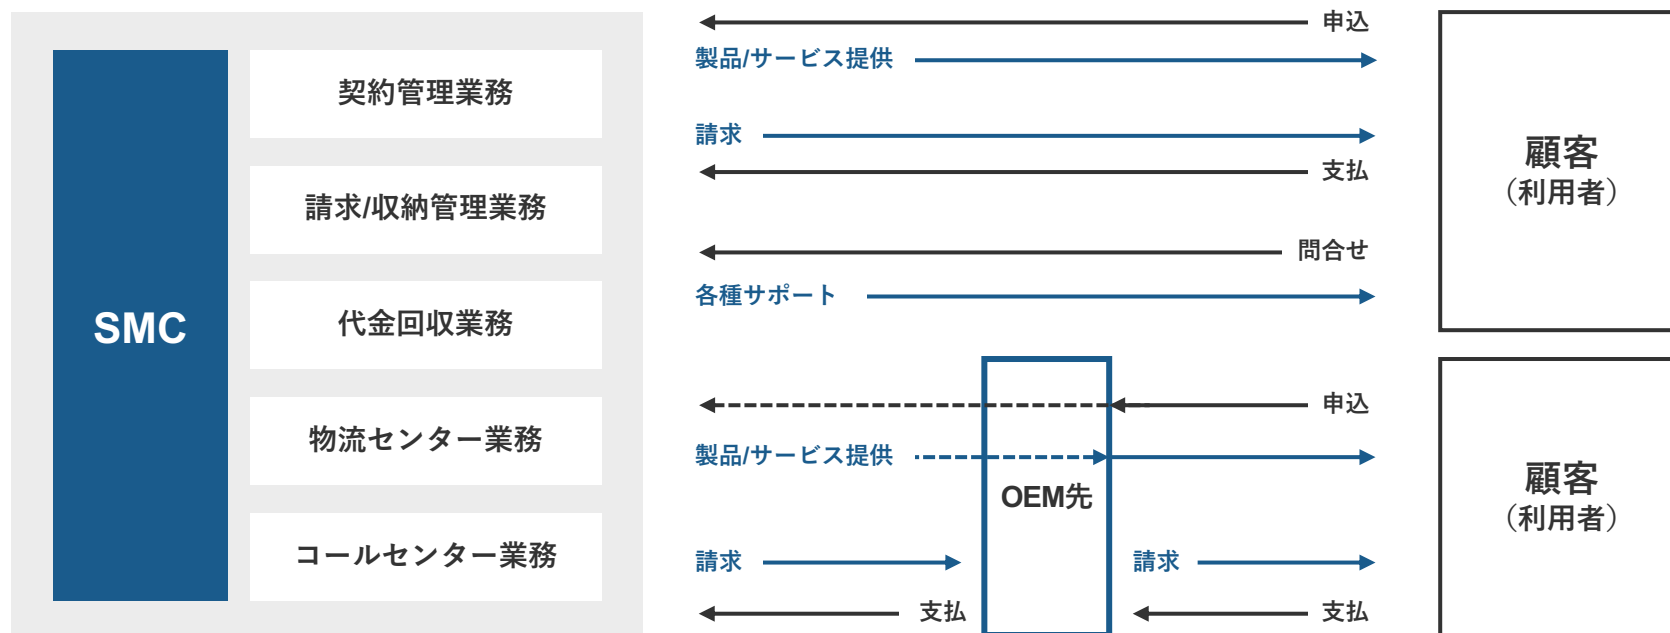 SMC
契約管理業務
請求/収納管理業務
代金回収業務
物流センター業務
コールセンター業務
申込
製品/サービス提供
請求
支払
問合せ
各種サポート
顧客
（利用者）
申込
製品/サービス提供
OEM先
請求
請求
支払
支払
顧客
（利用者）